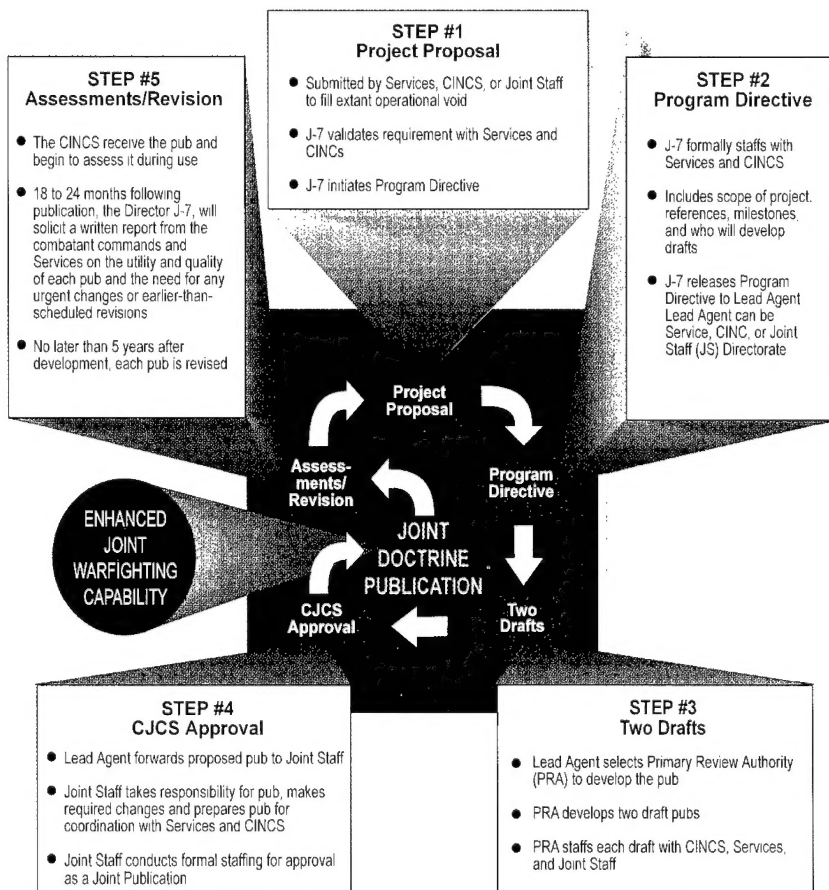 STEP #1
Project Proposal
● Submitted by Services, CINCS, or Joint Staff
to fill extant operational void
● J-7 validates requirement with Services and
CINCs
● J-7 initiates Program Directive
STEP #2
Program Directive
● J-7 formally staffs with
Services and CINCS
● Includes scope of project,
references, milestones,
and who will develop
drafts
● J-7 releases Program
Directive to Lead Agent
Lead Agent can be
Service, CINC, or Joint
Staff (JS) Directorate
STEP #3
Two Drafts
● Lead Agent selects Primary Review Authority
(PRA) to develop the pub
● PRA develops two draft pubs
● PRA staffs each draft with CINCS, Services,
and Joint Staff
STEP #4
CJCS Approval
● Lead Agent forwards proposed pub to Joint Staff
● Joint Staff takes responsibility for pub, makes
required changes and prepares pub for
coordination with Services and CINCS
● Joint Staff conducts formal staffing for approval
as a Joint Publication
STEP #5
Assessments/Revision
● The CINCS receive the pub and
begin to assess it during use
● 18 to 24 months following
publication, the Director J-7, will
solicit a written report from the
combatant commands and
Services on the utility and quality
of each pub and the need for any
urgent changes or earlier-than-
scheduled revisions
● No later than 5 years after
development, each pub is revised
Project
Proposal
Program
Directive
Two
Drafts
CJCS
Approval
Assess-
ments/
Revision
JOINT
DOCTRINE
PUBLICATION
ENHANCED
JOINT
WARFIGHTING
CAPABILITY